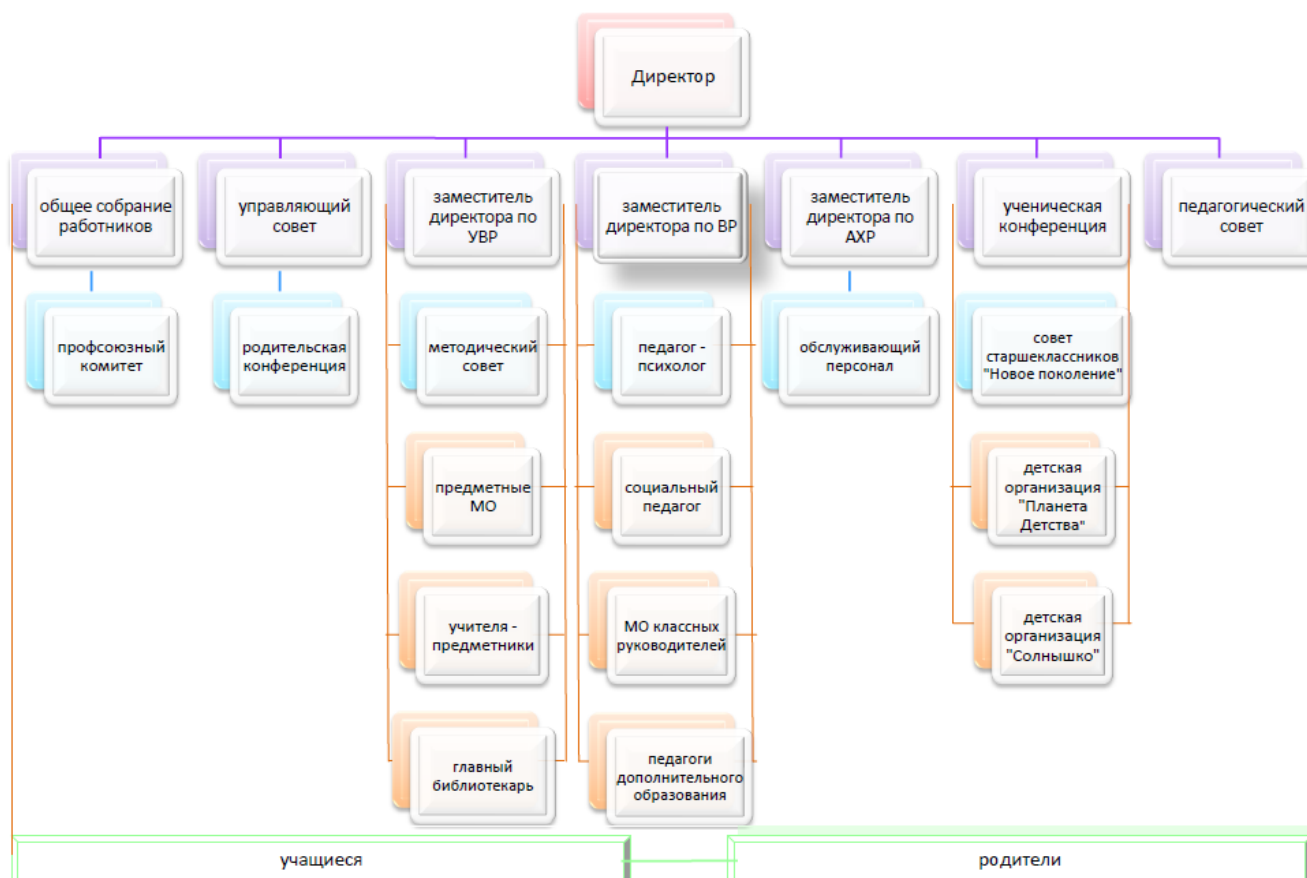 Директор
общее собрание
работников
управляющий
совет
заместитель
директора по
УВР
заместитель
директора по ВР
заместитель
директора по
АХР
ученическая
конференция
педагогический
совет
профсоюзный
комитет
родительская
конференция
методический
совет
педагог -
психолог
обслуживающий
персонал
совет
старшеклассников
"Новое поколение"
предметные
МО
социальный
педагог
детская
организация
"Планета
Детства"
учителя -
предметники
МО классных
руководителей
детская
организация
"Солнышко"
главный
библиотекарь
педагоги
дополнительного
образования
учащиеся
родители